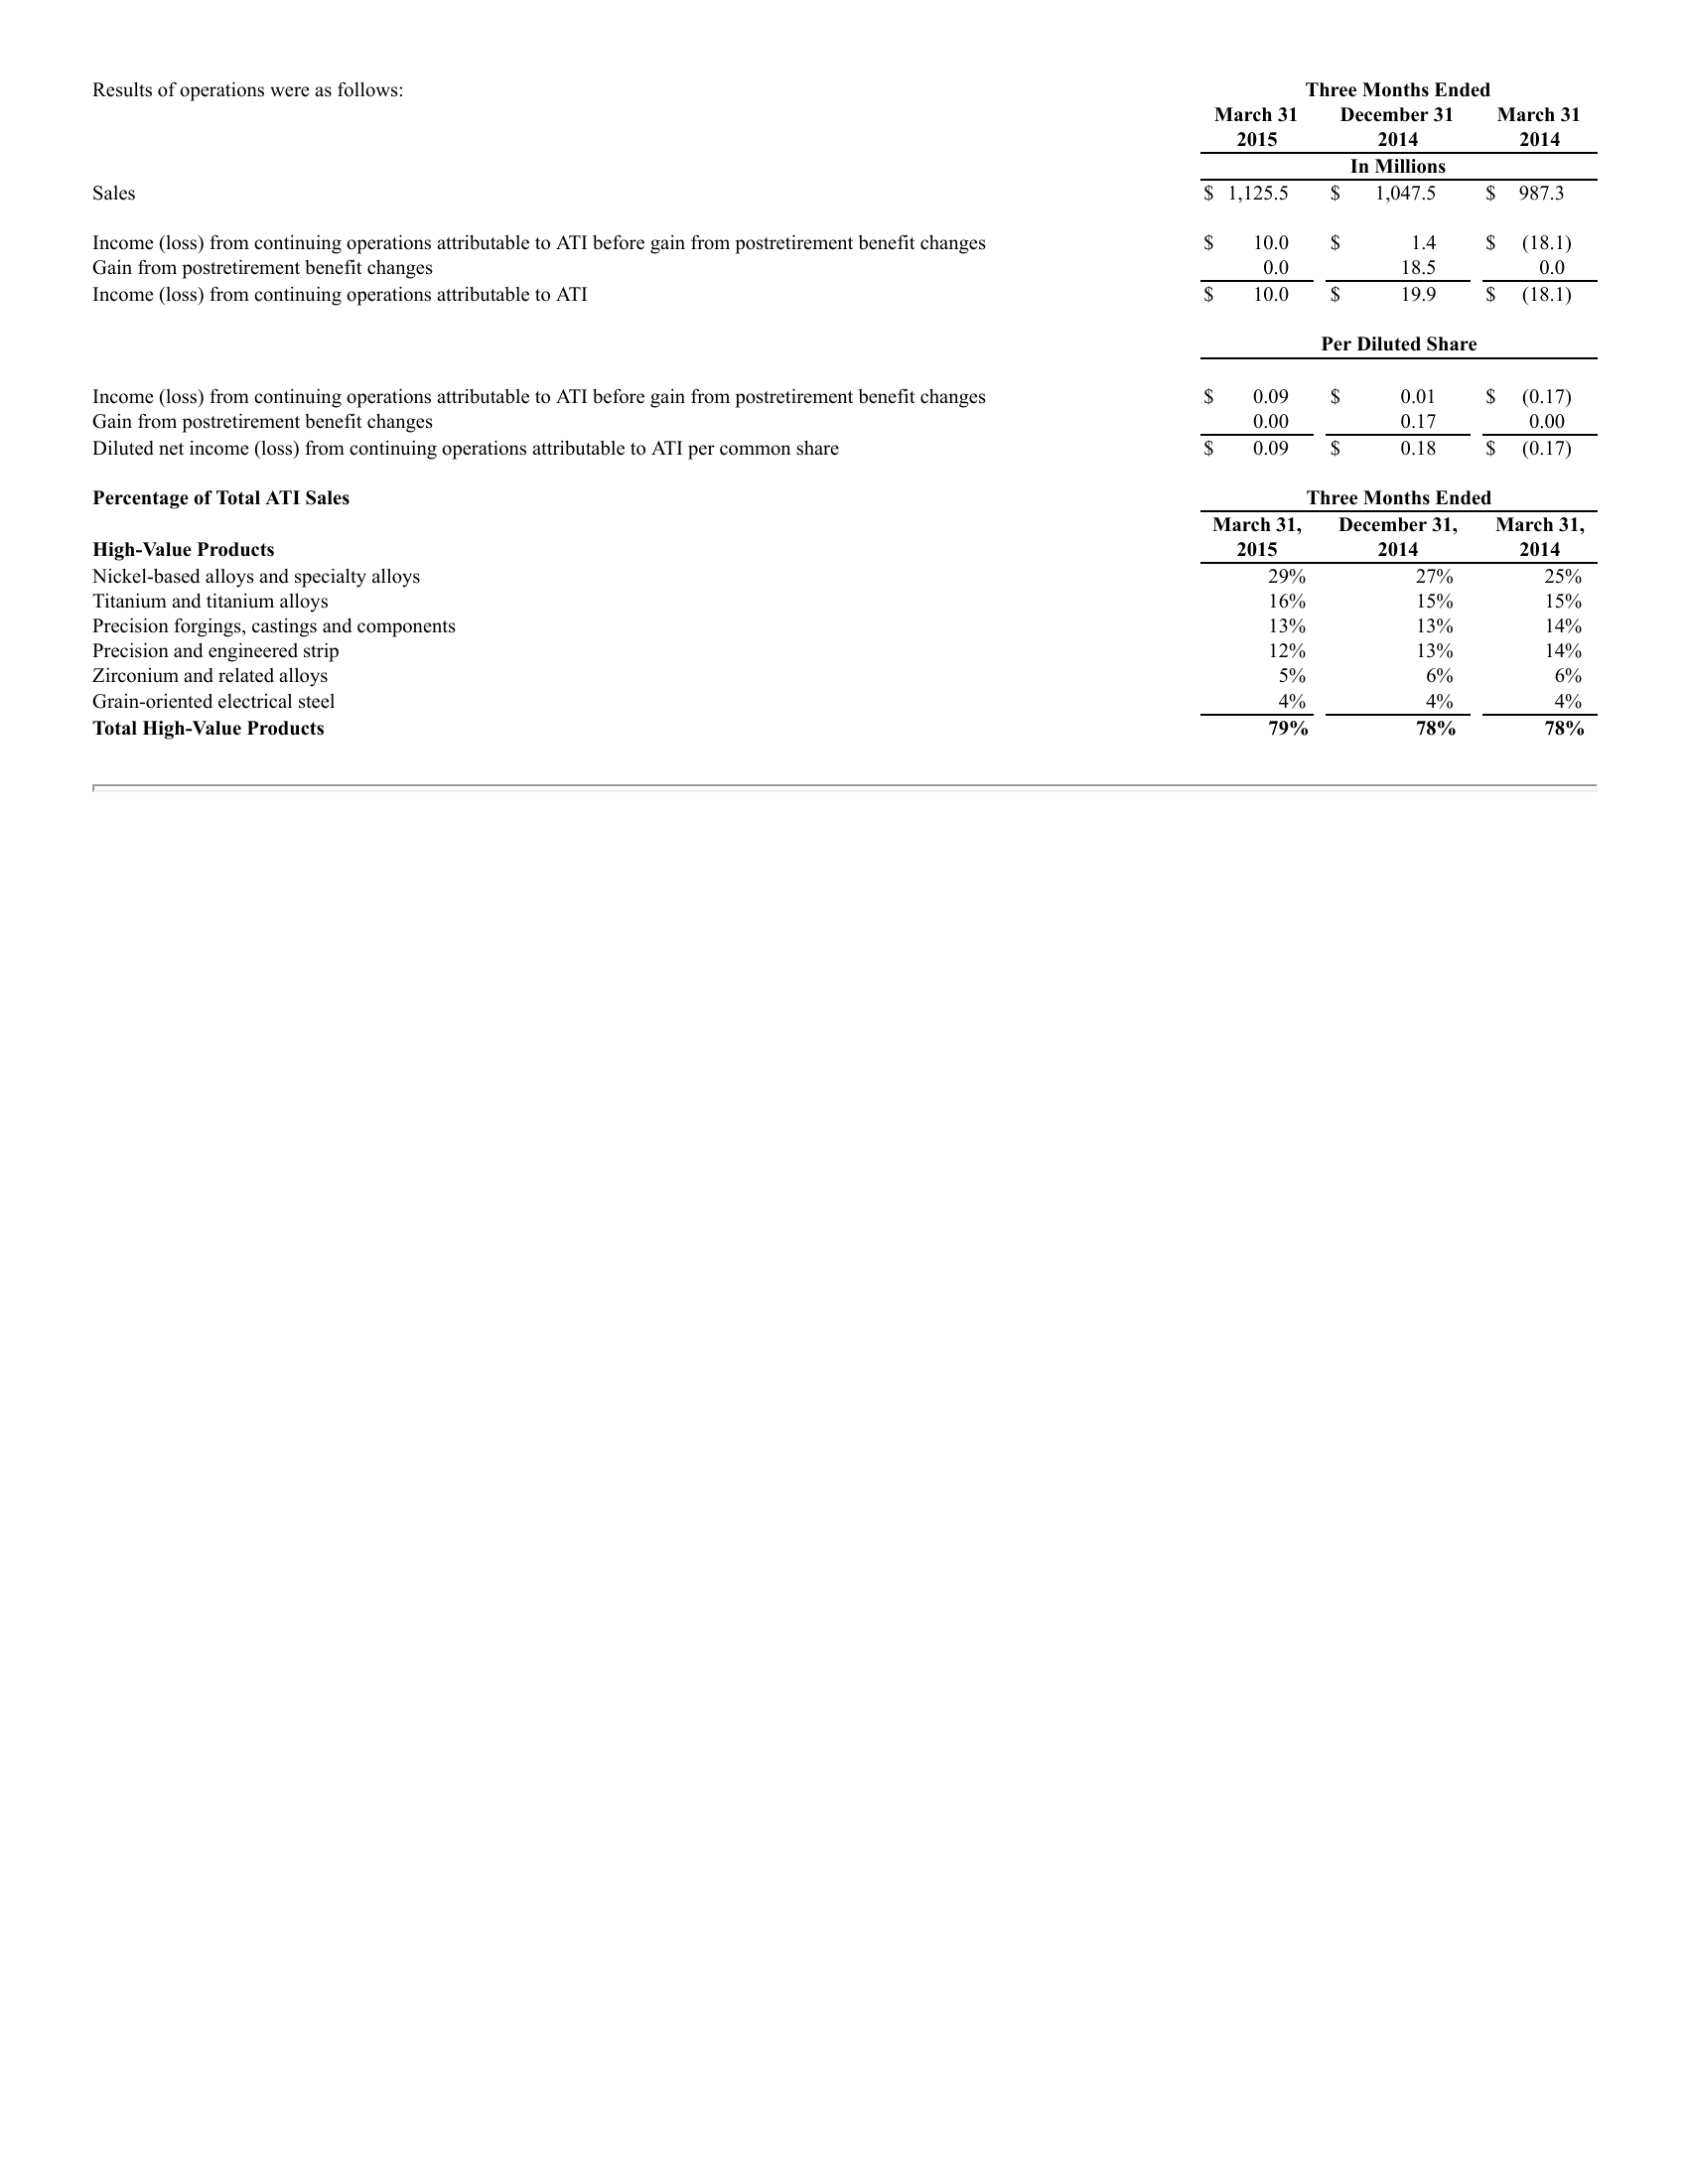 Results of operations were as follows: Three Months Ended
March 31 December 31 March 31
2015 2014 2014
In Millions
Sales $ 1,125.5 $ 1,047.5 $ 987.3
Income (loss) from continuing operations attributable to ATI before gain from postretirement benefit changes $ 10.0 $ 1.4 $ (18.1)
Gain from postretirement benefit changes 0.0 18.5 0.0
Income (loss) from continuing operations attributable to ATI $ 10.0 $ 19.9 $ (18.1)
Per Diluted Share
Income (loss) from continuing operations attributable to ATI before gain from postretirement benefit changes $ 0.09 $ 0.01 $ (0.17)
Gain from postretirement benefit changes 0.00 0.17 0.00
Diluted net income (loss) from continuing operations attributable to ATI per common share $ 0.09 $ 0.18 $ (0.17)
Percentage of Total ATI Sales Three Months Ended
March 31, December 31, March 31,
High-Value Products 2015 2014 2014
Nickel-based alloys and specialty alloys 29% 27% 25%
Titanium and titanium alloys 16% 15% 15%
Precision forgings, castings and components 13% 13% 14%
Precision and engineered strip 12% 13% 14%
Zirconium and related alloys 5% 6% 6%
Grain-oriented electrical steel 4% 4% 4%
Total High-Value Products 79% 78% 78%